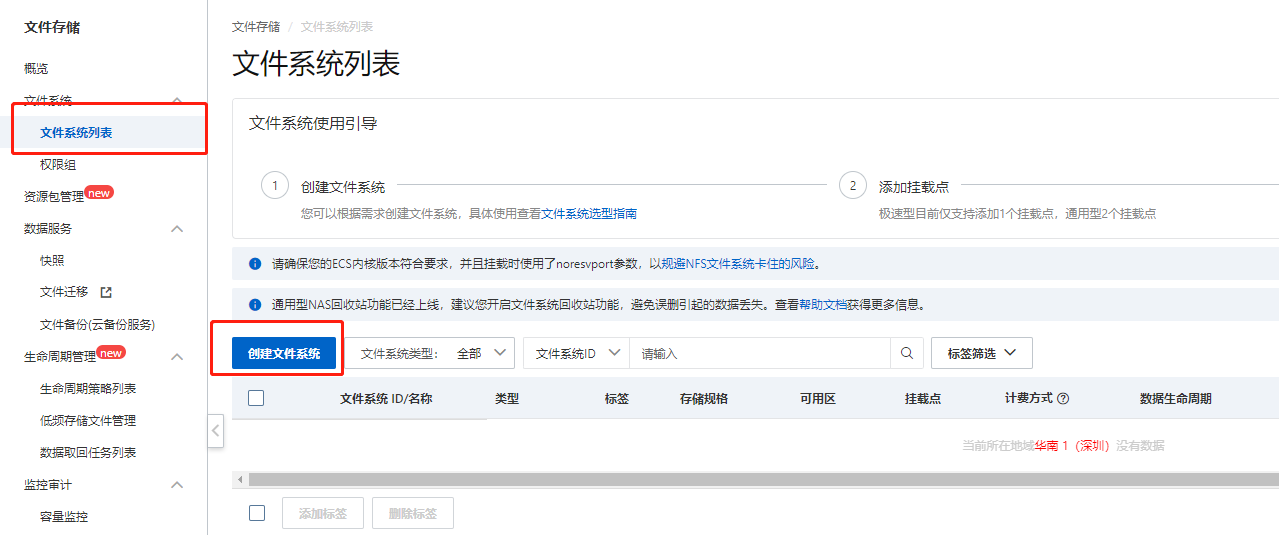 文件存储
概览
文件系统
文件系统列表
权限组
资源包管理 new
数据服务
快照
文件迁移
文件备份(云备份服务)
生命周期管理 new
生命周期策略列表
低频存储文件管理
数据取回任务列表
监控审计
容量监控
文件存储 / 文件系统列表
文件系统列表
文件系统使用引导
1 创建文件系统
您可以根据需求创建文件系统，具体使用查看文件系统选型指南
2 添加挂载点
极速型目前仅支持添加1个挂载点，通用型2个挂载点
请确保您的ECS内核版本符合要求，并且挂载时使用了noresvport参数，以规避NFS文件系统卡住的风险。
通用型NAS回收站功能已经上线，建议您开启文件系统回收站功能，避免误删引起的数据丢失。查看帮助文档获得更多信息。
创建文件系统 文件系统类型： 全部 文件系统ID 请输入 标签筛选
文件系统 ID/名称 类型 标签 存储规格 可用区 挂载点 计费方式 数据生命周期
当前所在地域华南 1（深圳）没有数据
添加标签 删除标签